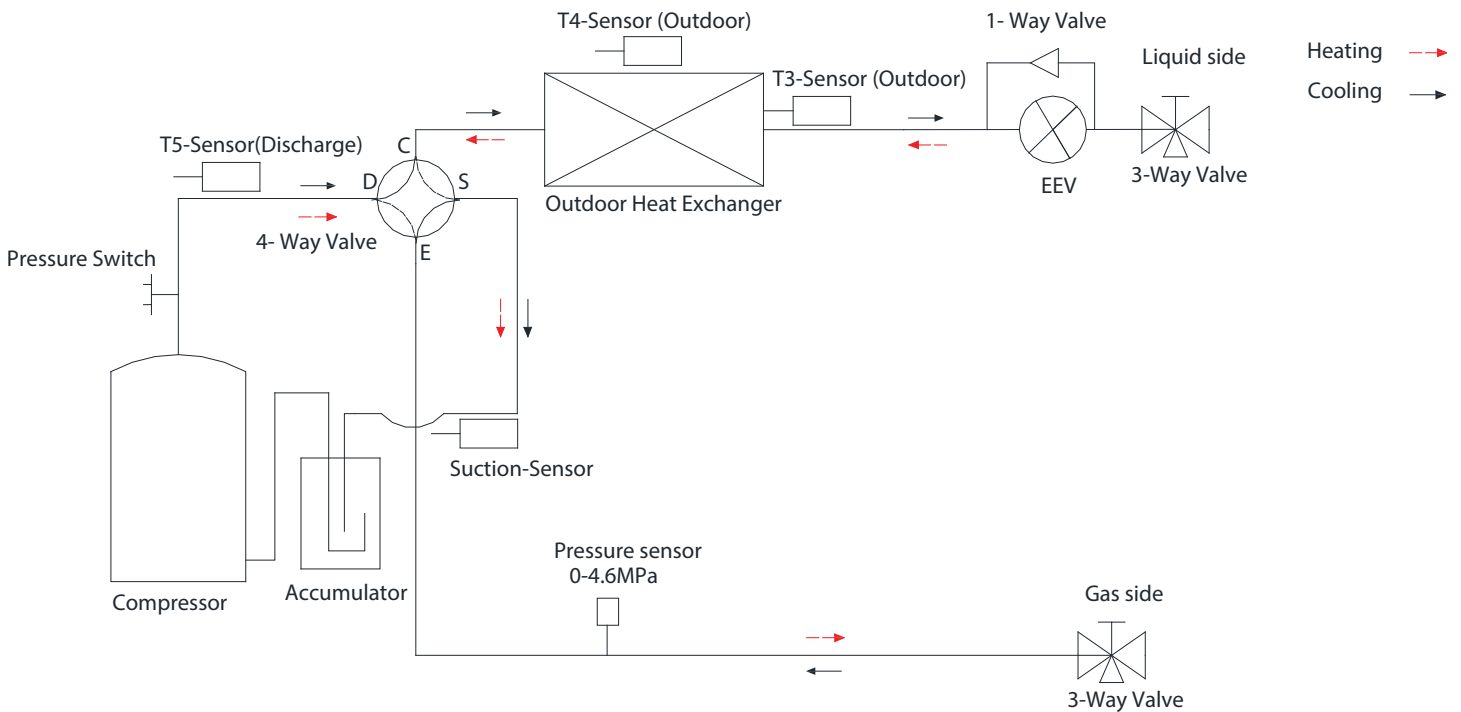 T4-Sensor (Outdoor)
1- Way Valve
Liquid side
Heating
Cooling
T3-Sensor (Outdoor)
T5-Sensor(Discharge)
C
D
S
E
4- Way Valve
Outdoor Heat Exchanger
EEV
3-Way Valve
Pressure Switch
Suction-Sensor
Compressor
Accumulator
Pressure sensor
0-4.6MPa
Gas side
3-Way Valve